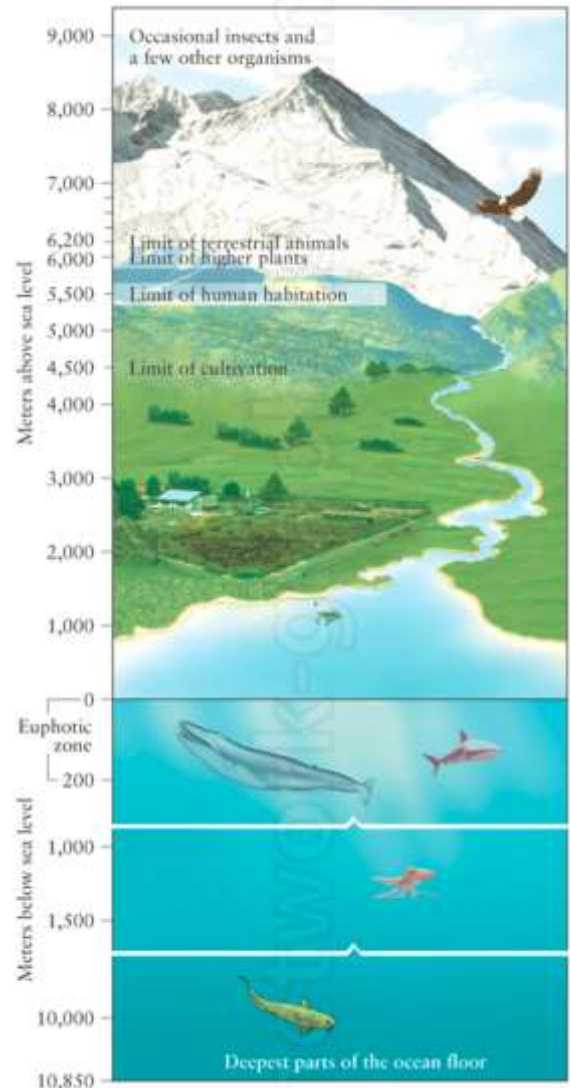 9,000
Occasional insects and
a few other organisms
8,000
7,000
6,200
Limit of terrestrial animals
6,000
Limit of higher plants
5,500
Limit of human habitation
5,000
4,500
Limit of cultivation
4,000
3,000
2,000
1,000
0
Meters above sea level
Euphotic
zone
200
1,000
1,500
10,000
Deepest parts of the ocean floor
10,850
Meters below sea level